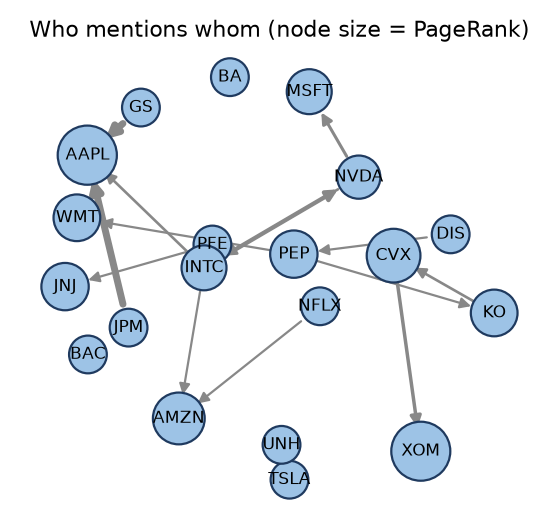 Who mentions whom (node size = PageRank)
BA
MSFT
GS
AAPL
NVDA
WMT
DIS
PFE
PEP
CVX
INTC
JNJ
NFLX
KO
JPM
BAC
AMZN
UNH
XOM
TSLA